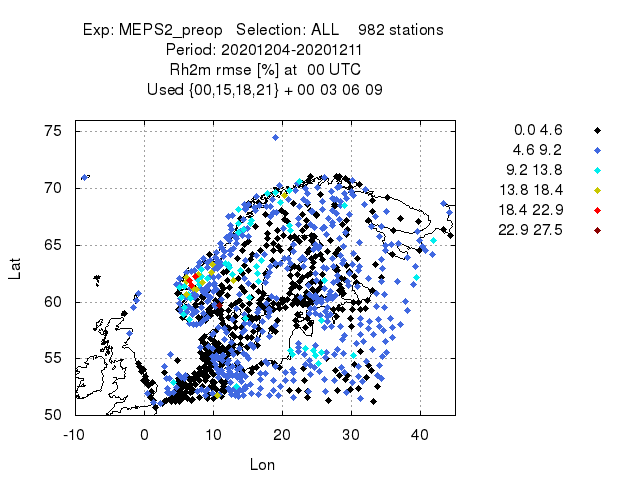 Exp: MEPS2_preop   Selection: ALL    982 stations
Period: 20201204-20201211
Rh2m rmse [%] at  00 UTC
Used {00,15,18,21} + 00 03 06 09
75
70
65
60
55
50
Lat
-10 0 10 20 30 40
Lon
0.0 4.6
4.6 9.2
9.2 13.8
13.8 18.4
18.4 22.9
22.9 27.5